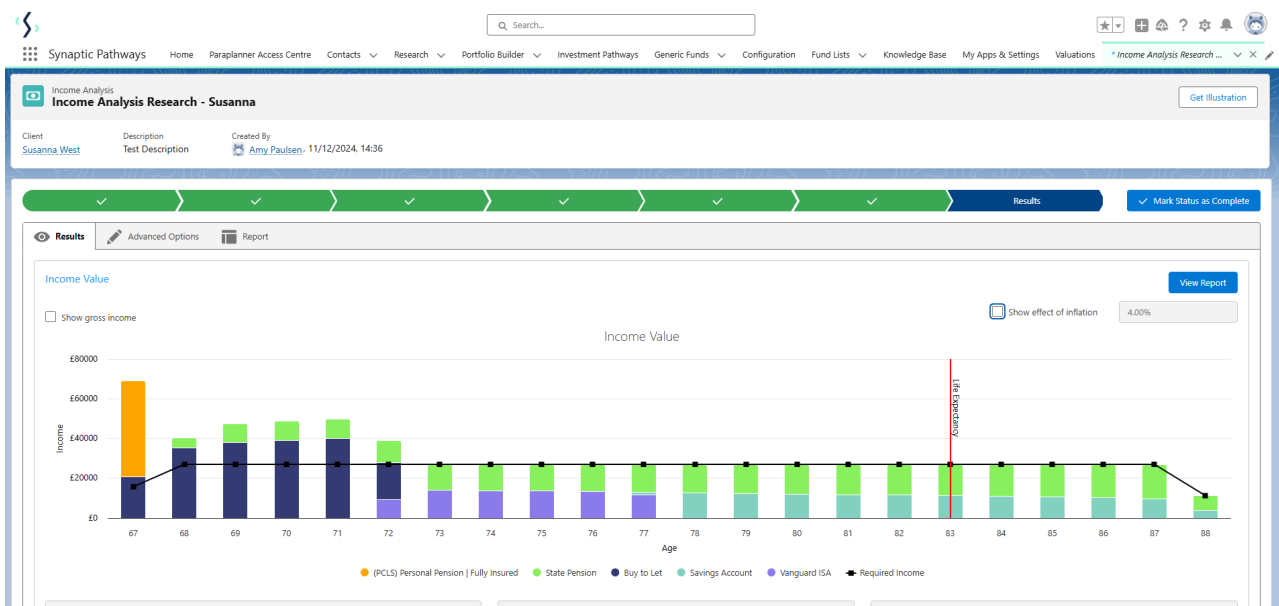 Search...
Synaptic Pathways Home Paraplanner Access Centre Contacts Research Portfolio Builder Investment Pathways Generic Funds Configuration Fund Lists Knowledge Base My Apps & Settings Valuations * Income Analysis Research ...
Income Analysis
Income Analysis Research - Susanna
Get Illustration
Client Description Created By
Susanna West Test Description Amy Paulsen, 11/12/2024, 14:36
Results
Mark Status as Complete
Results Advanced Options Report
Income Value
View Report
Show gross income
Show effect of inflation 4.00%
Income Value
£80000
£60000
£40000
£20000
£0
Income
Life Expectancy
67 68 69 70 71 72 73 74 75 76 77 78 79 80 81 82 83 84 85 86 87 88
Age
(PCLS) Personal Pension | Fully Insured State Pension Buy to Let Savings Account Vanguard ISA Required Income